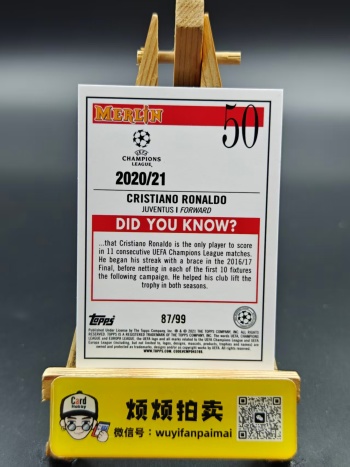 MERLIN
50
UEFA
CHAMPIONS
LEAGUE
2020/21
CRISTIANO RONALDO
JUVENTUS I FORWARD
DID YOU KNOW?
...that Cristiano Ronaldo is the only player to score
in 11 consecutive UEFA Champions League matches.
He began his streak with a brace in the 2016/17
Final, before netting in each of the first 10 fixtures
the following campaign. He helped his club lift the
trophy in both seasons.
Topps
87/99
Card
Hobby
烦烦拍卖
微信号：wuyifanpaimai